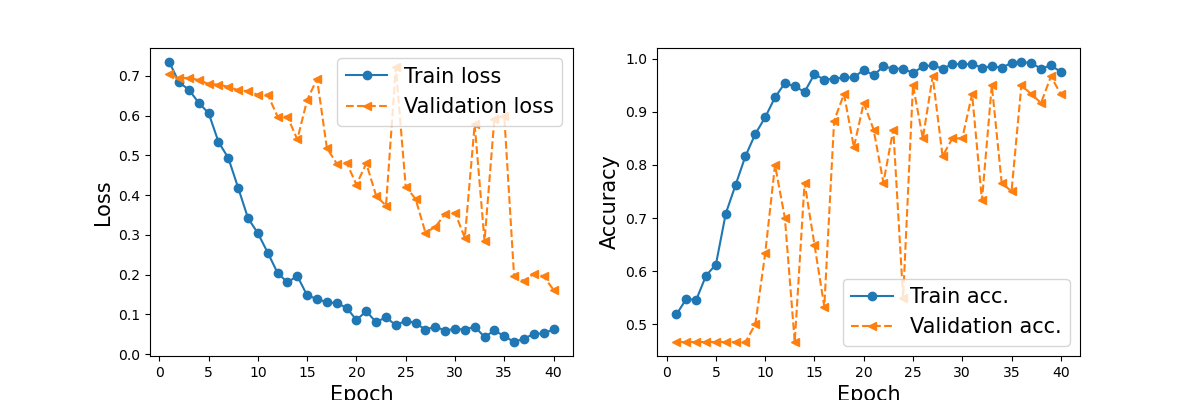 Train loss
Validation loss
Loss
0.7
0.6
0.5
0.4
0.3
0.2
0.1
0.0
0 5 10 15 20 25 30 35 40
Epoch
Train acc.
Validation acc.
Accuracy
1.0
0.9
0.8
0.7
0.6
0.5
0 5 10 15 20 25 30 35 40
Epoch